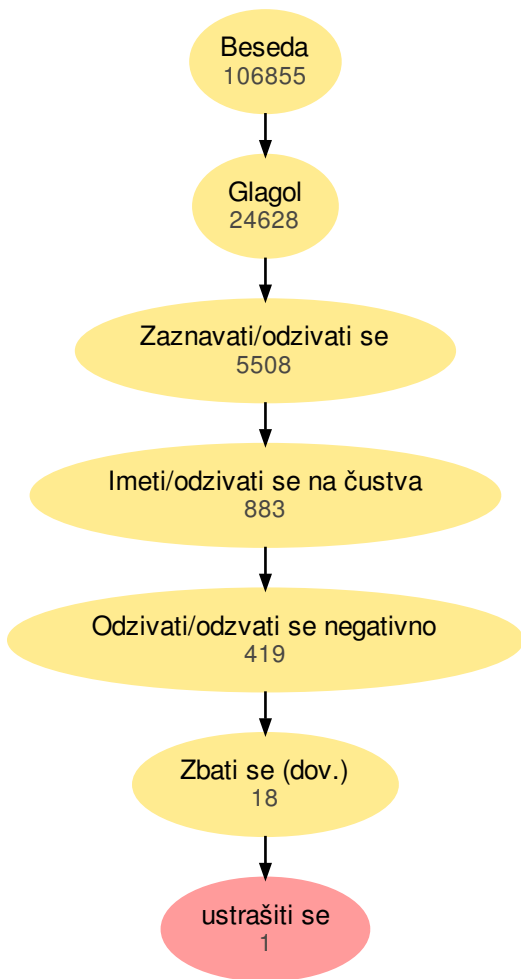 Beseda
106855
Glagol
24628
Zaznavati/odzivati se
5508
Imeti/odzivati se na čustva
883
Odzivati/odzvati se negativno
419
Zbati se (dov.)
18
ustrašiti se
1